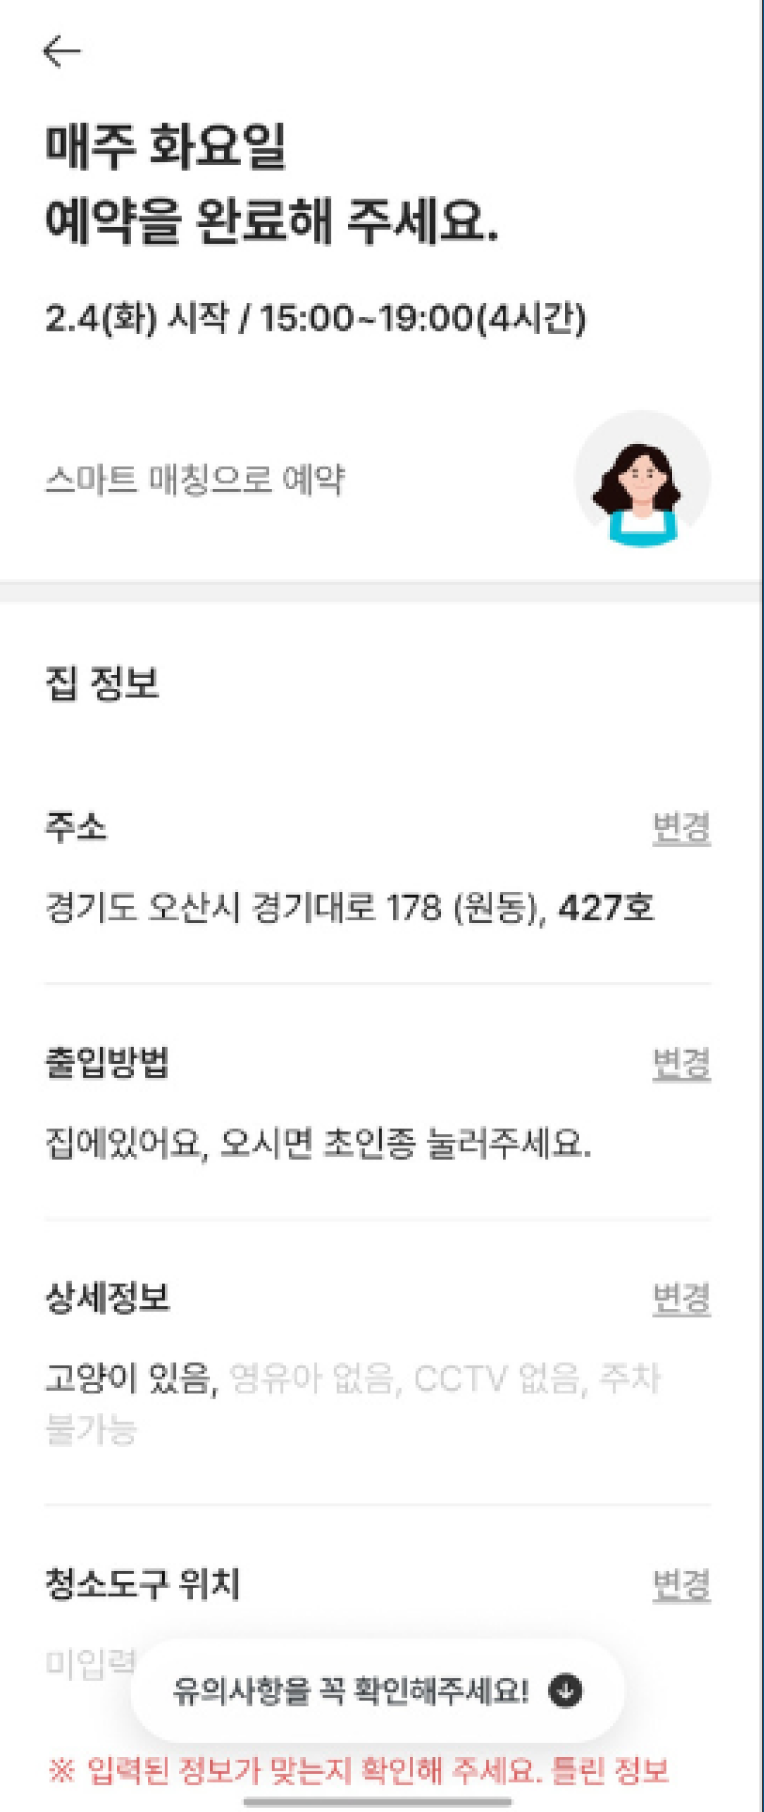 매주 화요일
예약을 완료해 주세요.
2.4(화) 시작 / 15:00~19:00(4시간)
스마트 매칭으로 예약
집 정보
주소 변경
경기도 오산시 경기대로 178 (원동), 427호
출입방법 변경
집에있어요, 오시면 초인종 눌러주세요.
상세정보 변경
고양이 있음, 영유아 없음, CCTV 없음, 주차
불가능
청소도구 위치 변경
미입력
유의사항을 꼭 확인해주세요!
※ 입력된 정보가 맞는지 확인해 주세요. 틀린 정보